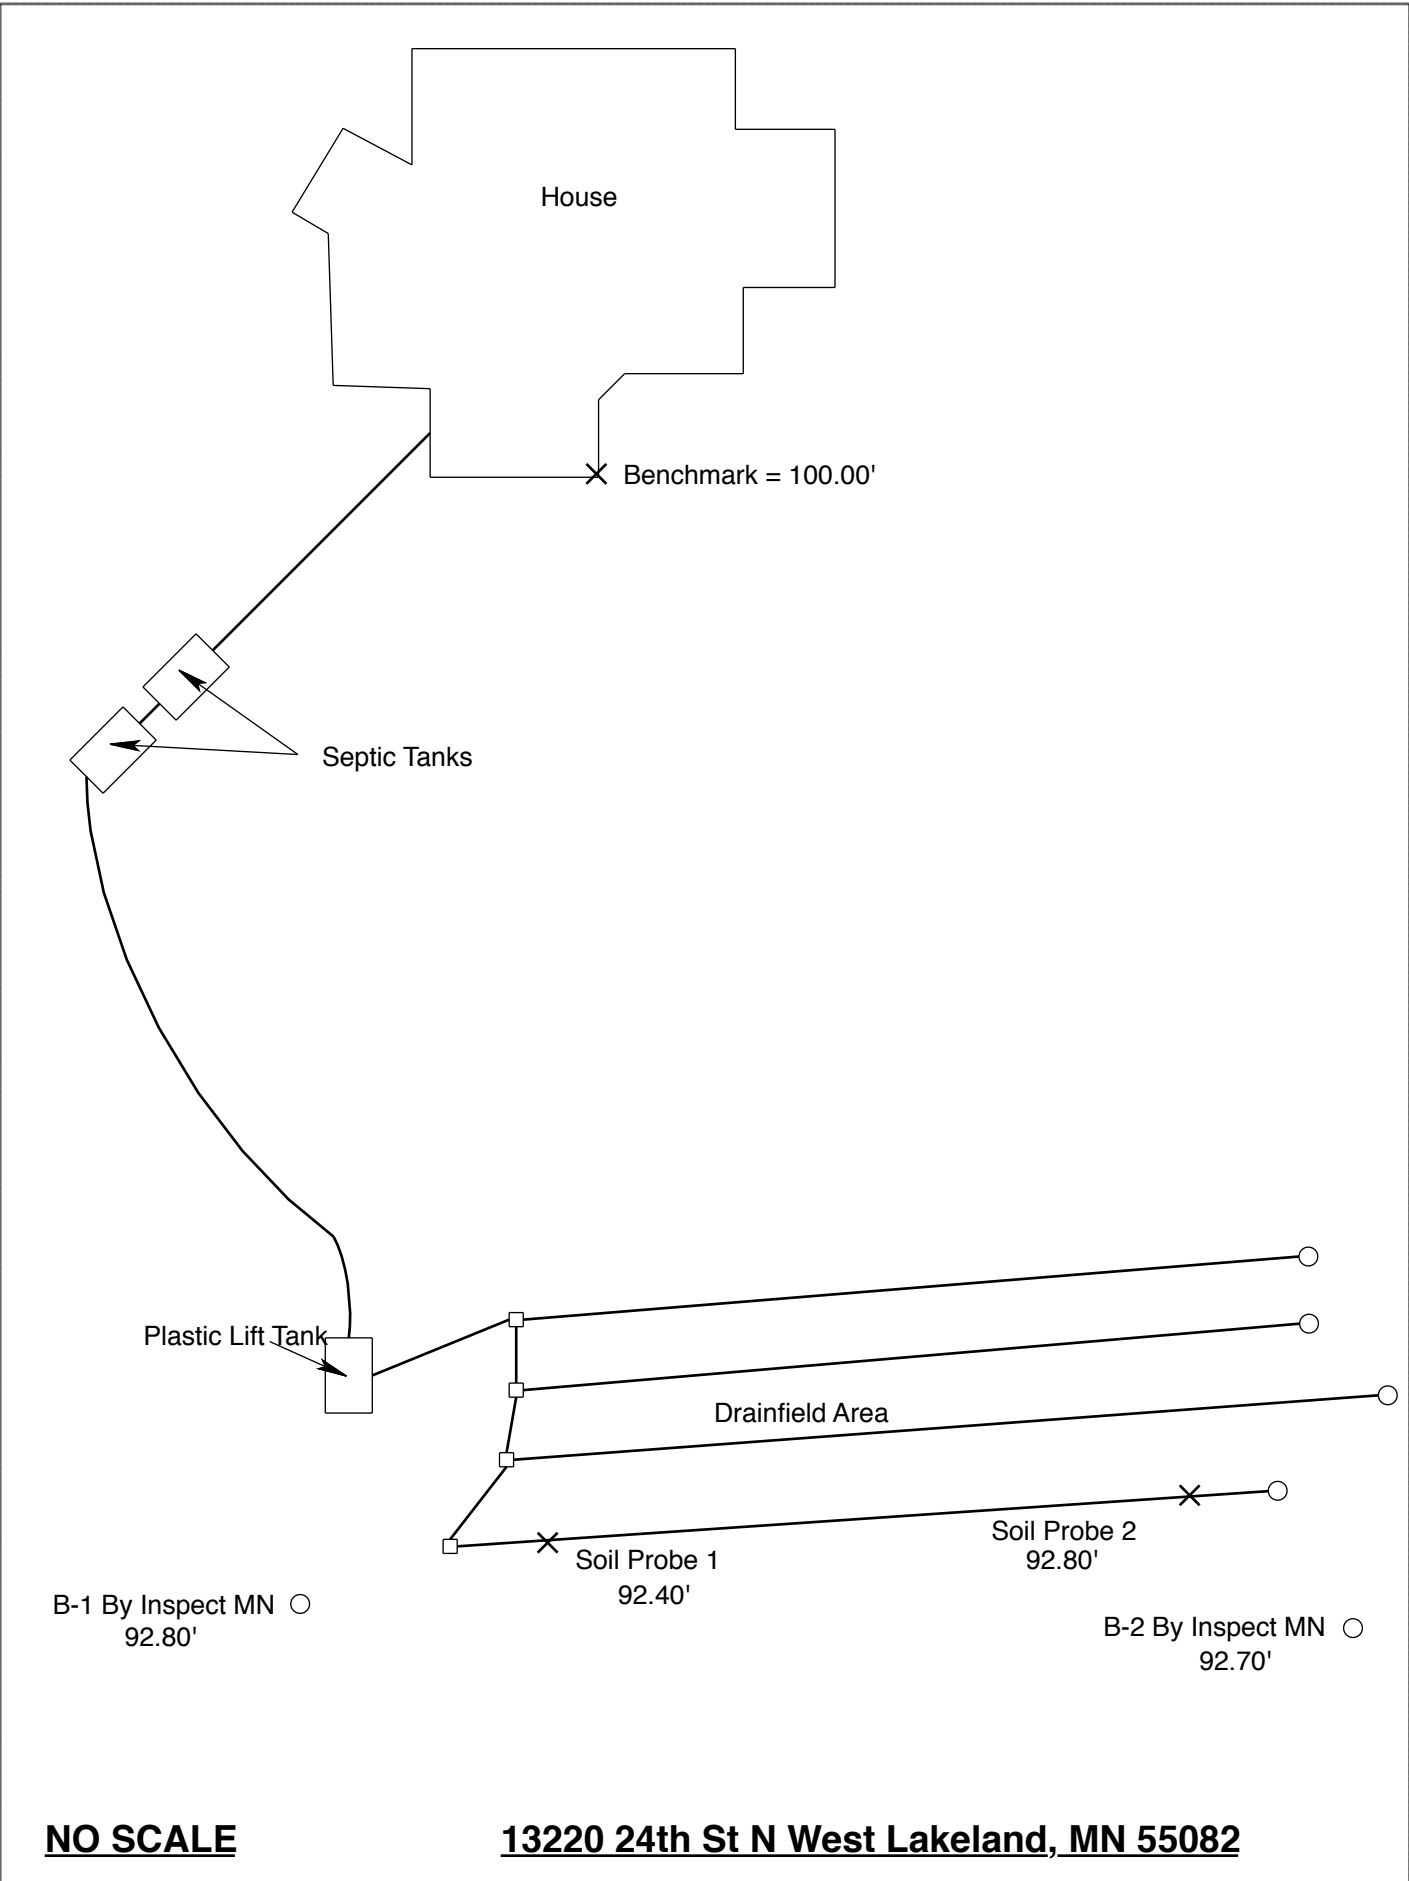 House
Benchmark = 100.00'
Septic Tanks
Plastic Lift Tank
Drainfield Area
Soil Probe 2
92.80'
Soil Probe 1
92.40'
B-1 By Inspect MN
92.80'
B-2 By Inspect MN
92.70'
NO SCALE
13220 24th St N West Lakeland, MN 55082